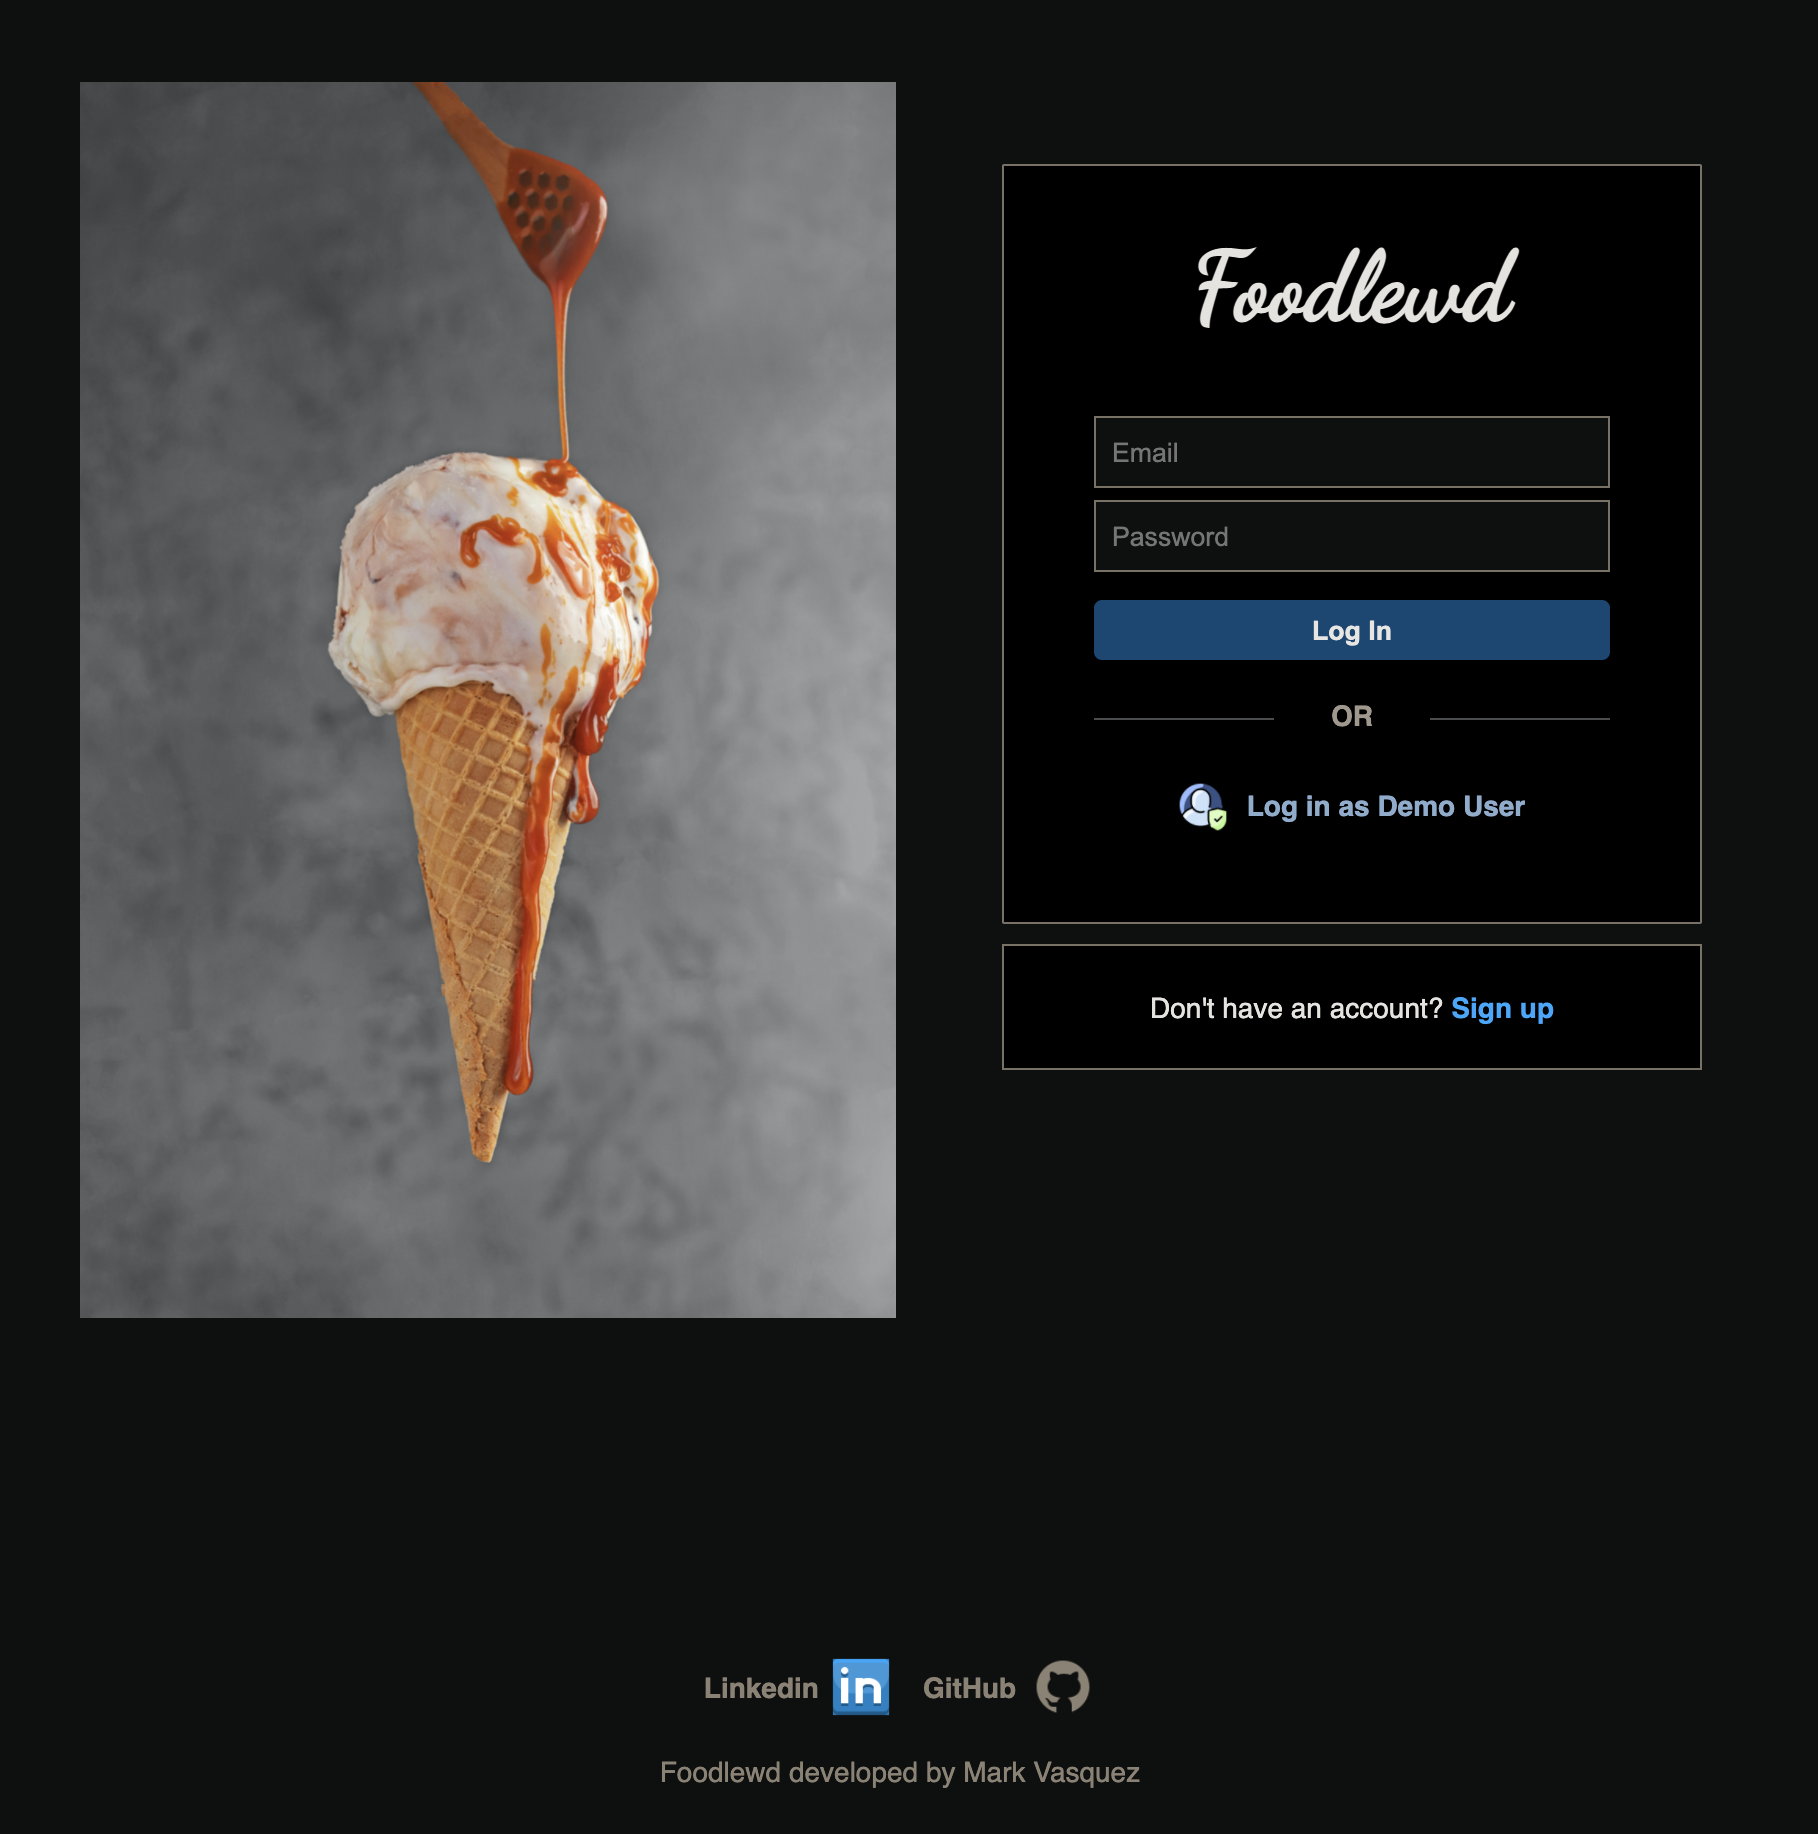 Foodlewd
Email
Password
Log In
OR
Log in as Demo User
Don't have an account? Sign up
Linkedin in GitHub
Foodlewd developed by Mark Vasquez